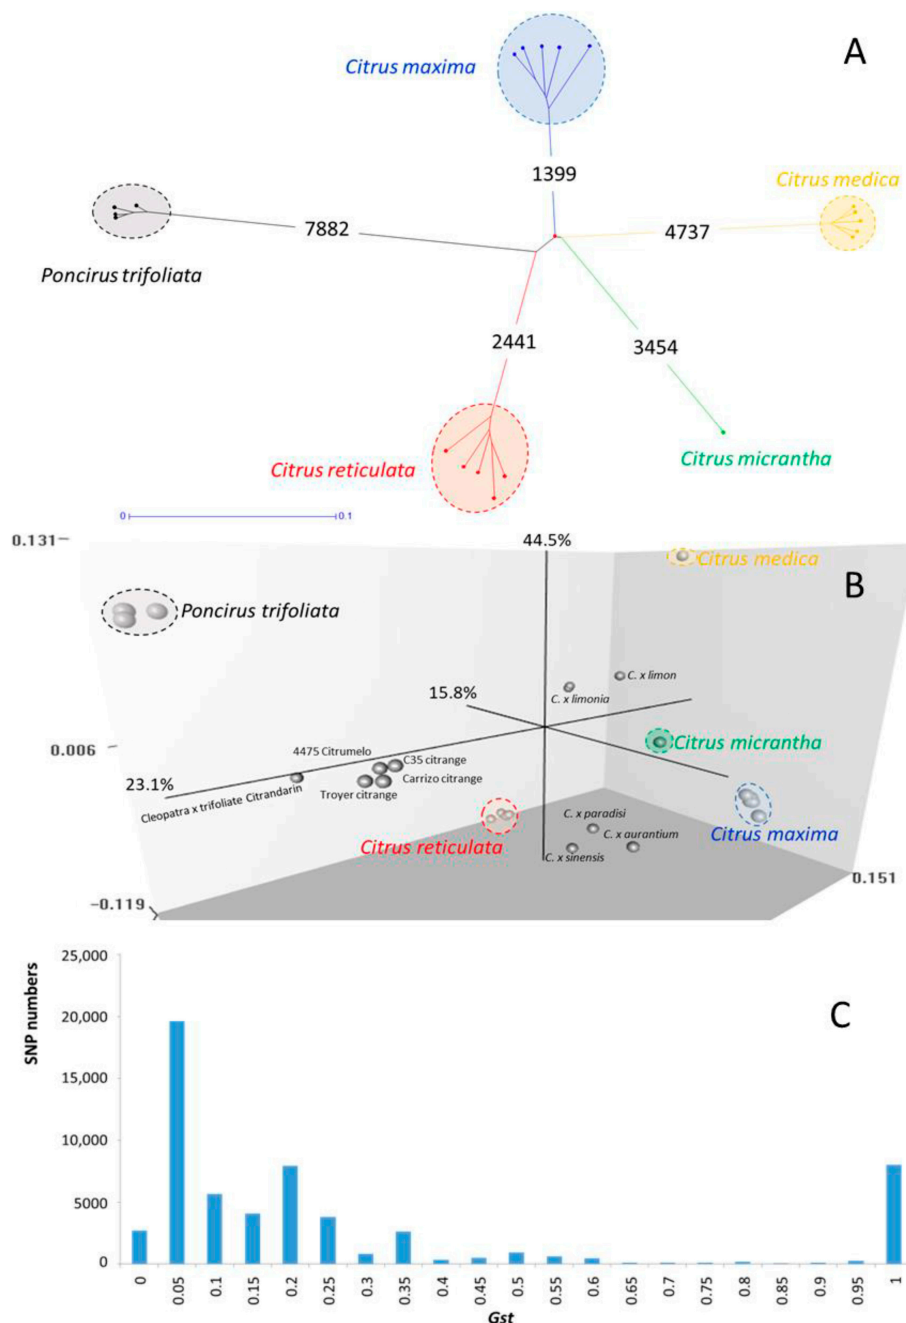 A
Citrus maxima
1399
Citrus medica
7882
4737
Poncirus trifoliata
2441
3454
Citrus reticulata
Citrus micrantha
0
0.1
0.131
44.5%
Citrus medica
B
Poncirus trifoliata
C. x limon
15.8%
C. x limonia
0.006
4475 Citrumelo
Citrus micrantha
C35 citrange
23.1%
Carrizo citrange
Cleopatra x trifoliate Citrandarin
Troyer citrange
C. x paradisi
Citrus maxima
C. x aurantium
Citrus reticulata
C. x sinensis
0.151
-0.119
25,000
C
SNP numbers
20,000
15,000
10,000
5000
0
0 0.05 0.1 0.15 0.2 0.25 0.3 0.35 0.4 0.45 0.5 0.55 0.6 0.65 0.7 0.75 0.8 0.85 0.9 0.95 1
Gst